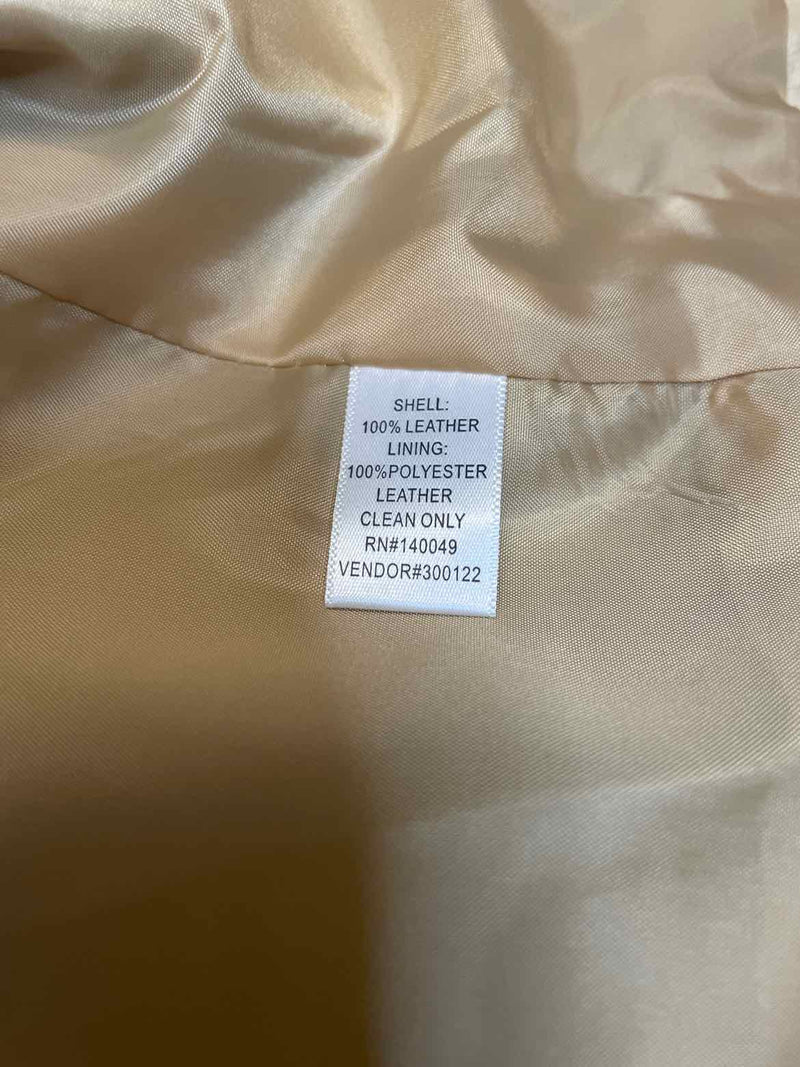 SHELL:
100% LEATHER
LINING:
100%POLYESTER
LEATHER
CLEAN ONLY
RN#140049
VENDOR#300122